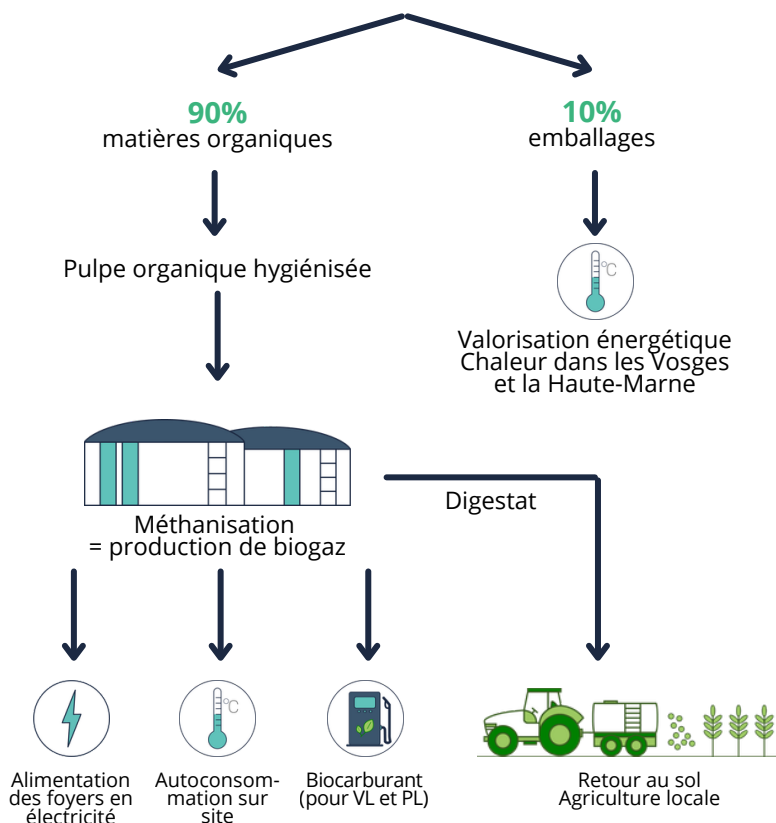 90%
matières organiques
10%
emballages
Pulpe organique hygiénisée
°C
Valorisation énergétique
Chaleur dans les Vosges
et la Haute-Marne
Digestat
Méthanisation
= production de biogaz
°C
Alimentation
des foyers en
électricité
Autoconsom-
mation sur
site
Biocarburant
(pour VL et PL)
Retour au sol
Agriculture locale